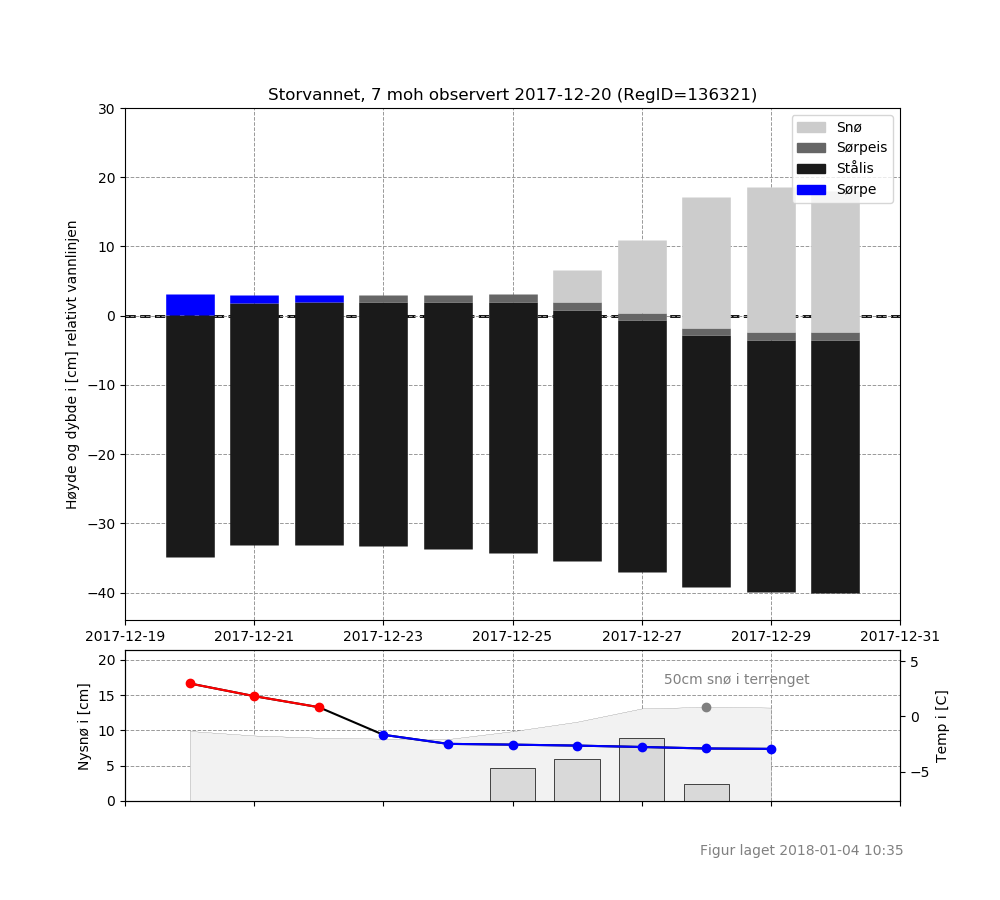 Storvannet, 7 moh observert 2017-12-20 (RegID=136321)
30
20
10
0
−10
−20
−30
−40
Høyde og dybde i [cm] relativt vannlinjen
Snø
Sørpeis
Stålis
Sørpe
2017-12-19
2017-12-21
2017-12-23
2017-12-25
2017-12-27
2017-12-29
2017-12-31
20
15
10
5
0
Nysnø i [cm]
50cm snø i terrenget
5
0
−5
Temp i [C]
Figur laget 2018-01-04 10:35